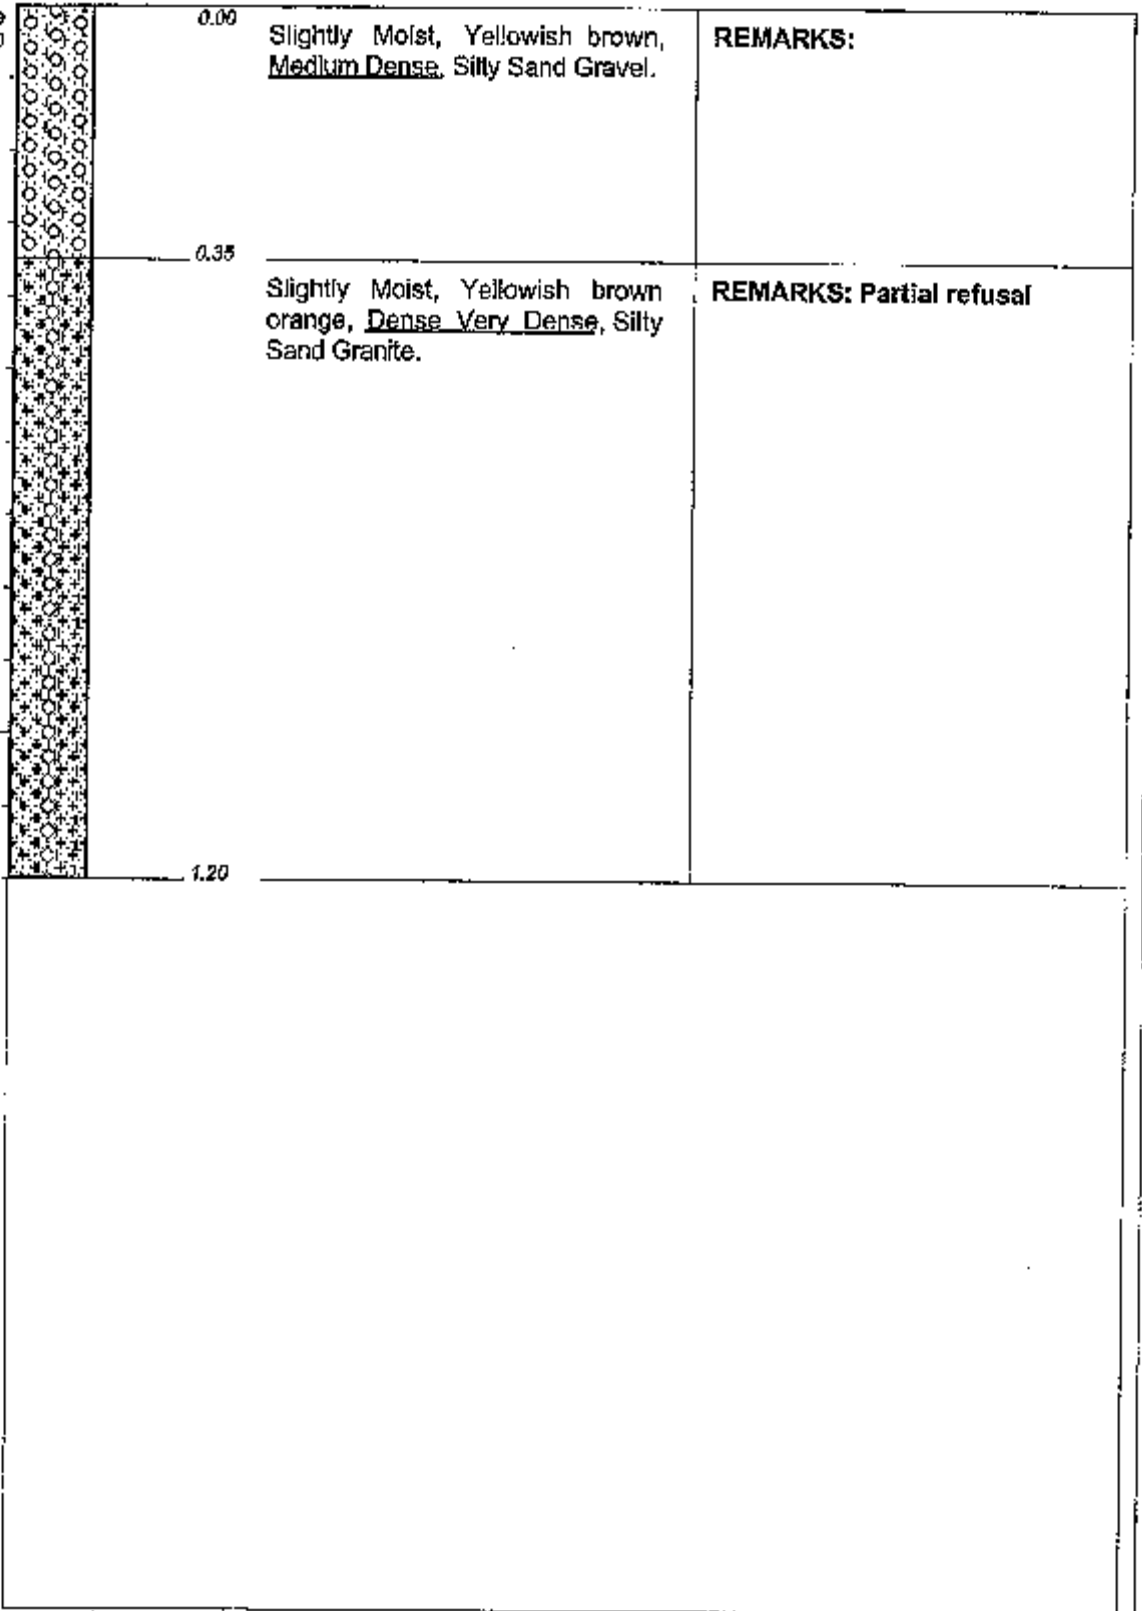 0.00
Slightly Moist, Yellowish brown,
Medium Dense, Silty Sand Gravel.
REMARKS:
0.35
Slightly Moist, Yellowish brown
orange, Dense Very Dense, Silty
Sand Granite.
REMARKS: Partial refusal
1.20